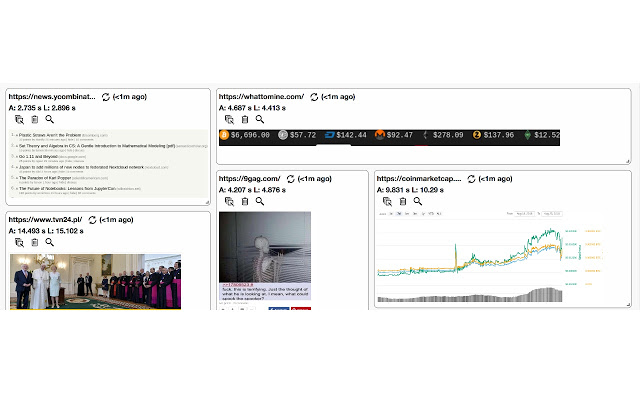 https://news.ycombinat... (<1m ago)
A: 2.735 s L: 2.896 s
1. Plastic Straws Aren't the Problem
2. Set Theory and Algebra in CS: A Gentle Introduction to Mathematical Modeling [pdf]
3. Go 1.11 and Beyond
4. Japan to add millions of new nodes to federated Nextcloud network
5. The Paradox of Karl Popper
6. The Future of Notebooks: Lessons from JupyterCon
https://whattomine.com/ (<1m ago)
A: 4.687 s L: 4.413 s
$6,696.00 $57.72 $142.44 $92.47 $278.09 $137.96 $12.52
https://www.tvn24.pl/ (<1m ago)
A: 14.493 s L: 15.102 s
https://9gag.com/ (<1m ago)
A: 4.207 s L: 4.876 s
fuck. this is terrifying. Just the thought of
what he is looking at. I mean, what could
spook the spooker?
https://coinmarketcap.... (<1m ago)
A: 9.831 s L: 10.29 s